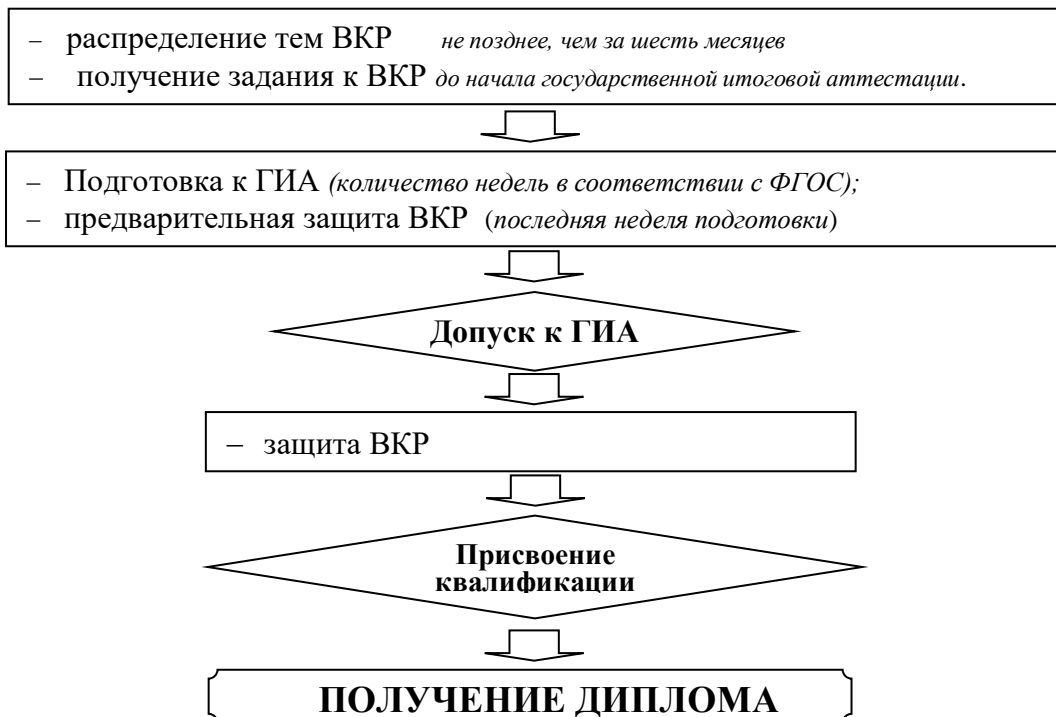 – распределение тем ВКР не позднее, чем за шесть месяцев
– получение задания к ВКР до начала государственной итоговой аттестации.
– Подготовка к ГИА (количество недель в соответствии с ФГОС);
– предварительная защита ВКР (последняя неделя подготовки)
Допуск к ГИА
– защита ВКР
Присвоение
квалификации
ПОЛУЧЕНИЕ ДИПЛОМА